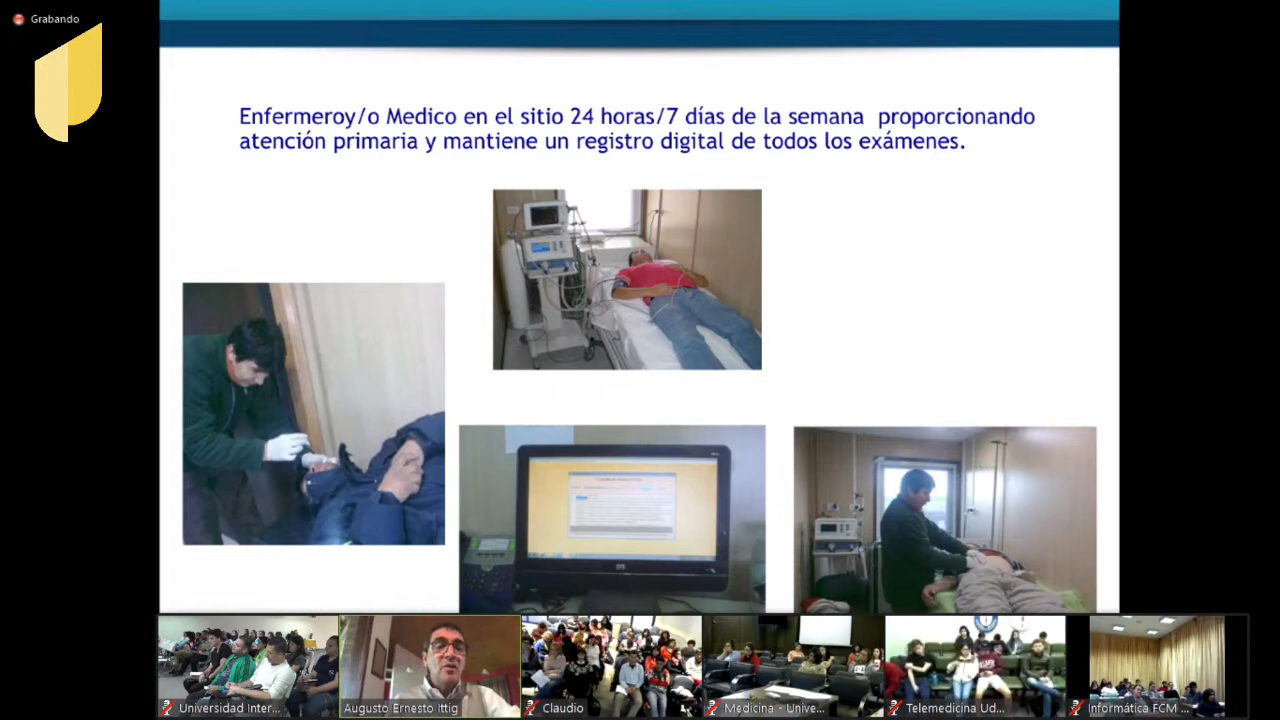 Grabando
Enfermeroy/o Medico en el sitio 24 horas/7 días de la semana proporcionando
atención primaria y mantiene un registro digital de todos los exámenes.
Universidad Inter...
Augusto Ernesto Ittig
Claudio
Medicina - Unive...
Telemedicina Ud...
Informática FCM ...